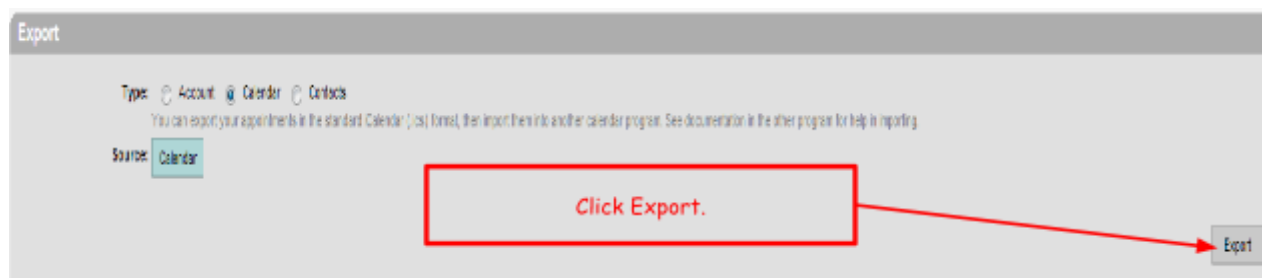 Export
Type: Account Calendar Contacts
You can export your appointments in the standard Calendar (.ics) format, then import them into another calendar program. See documentation in the other program for help in importing.
Source: Calendar
Click Export.
Export